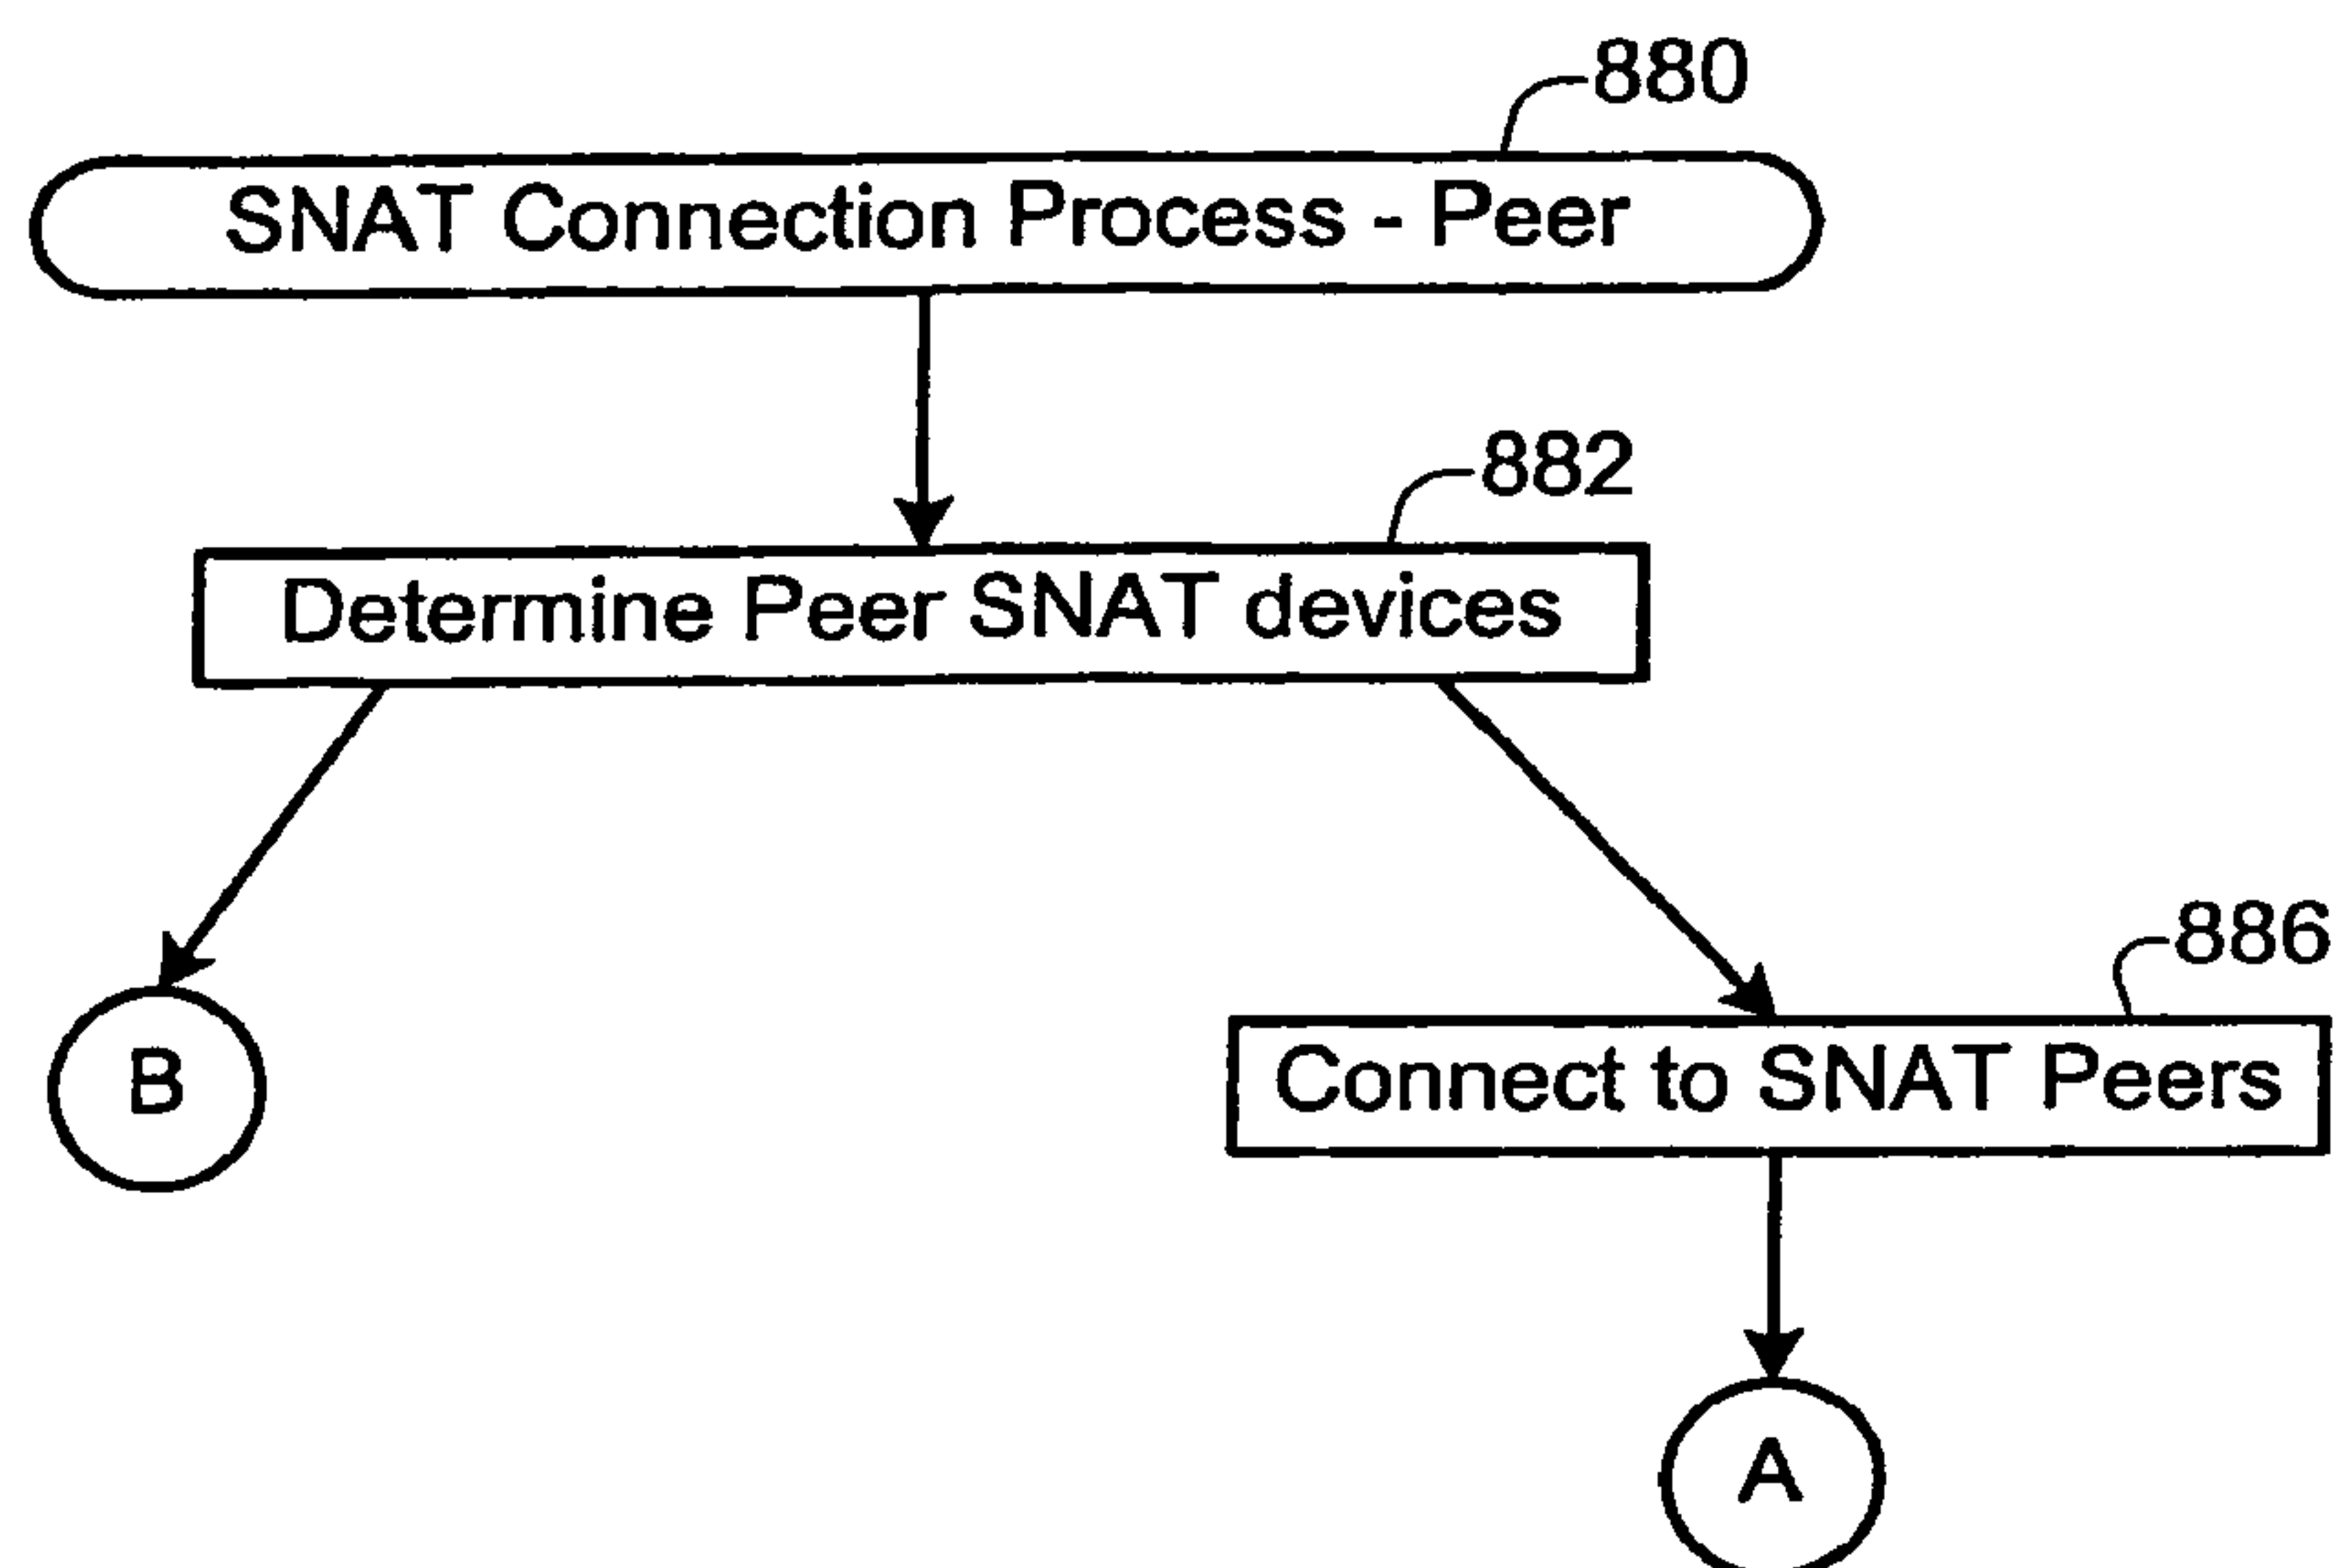 880
SNAT Connection Process - Peer
882
Determine Peer SNAT devices
886
B
Connect to SNAT Peers
A